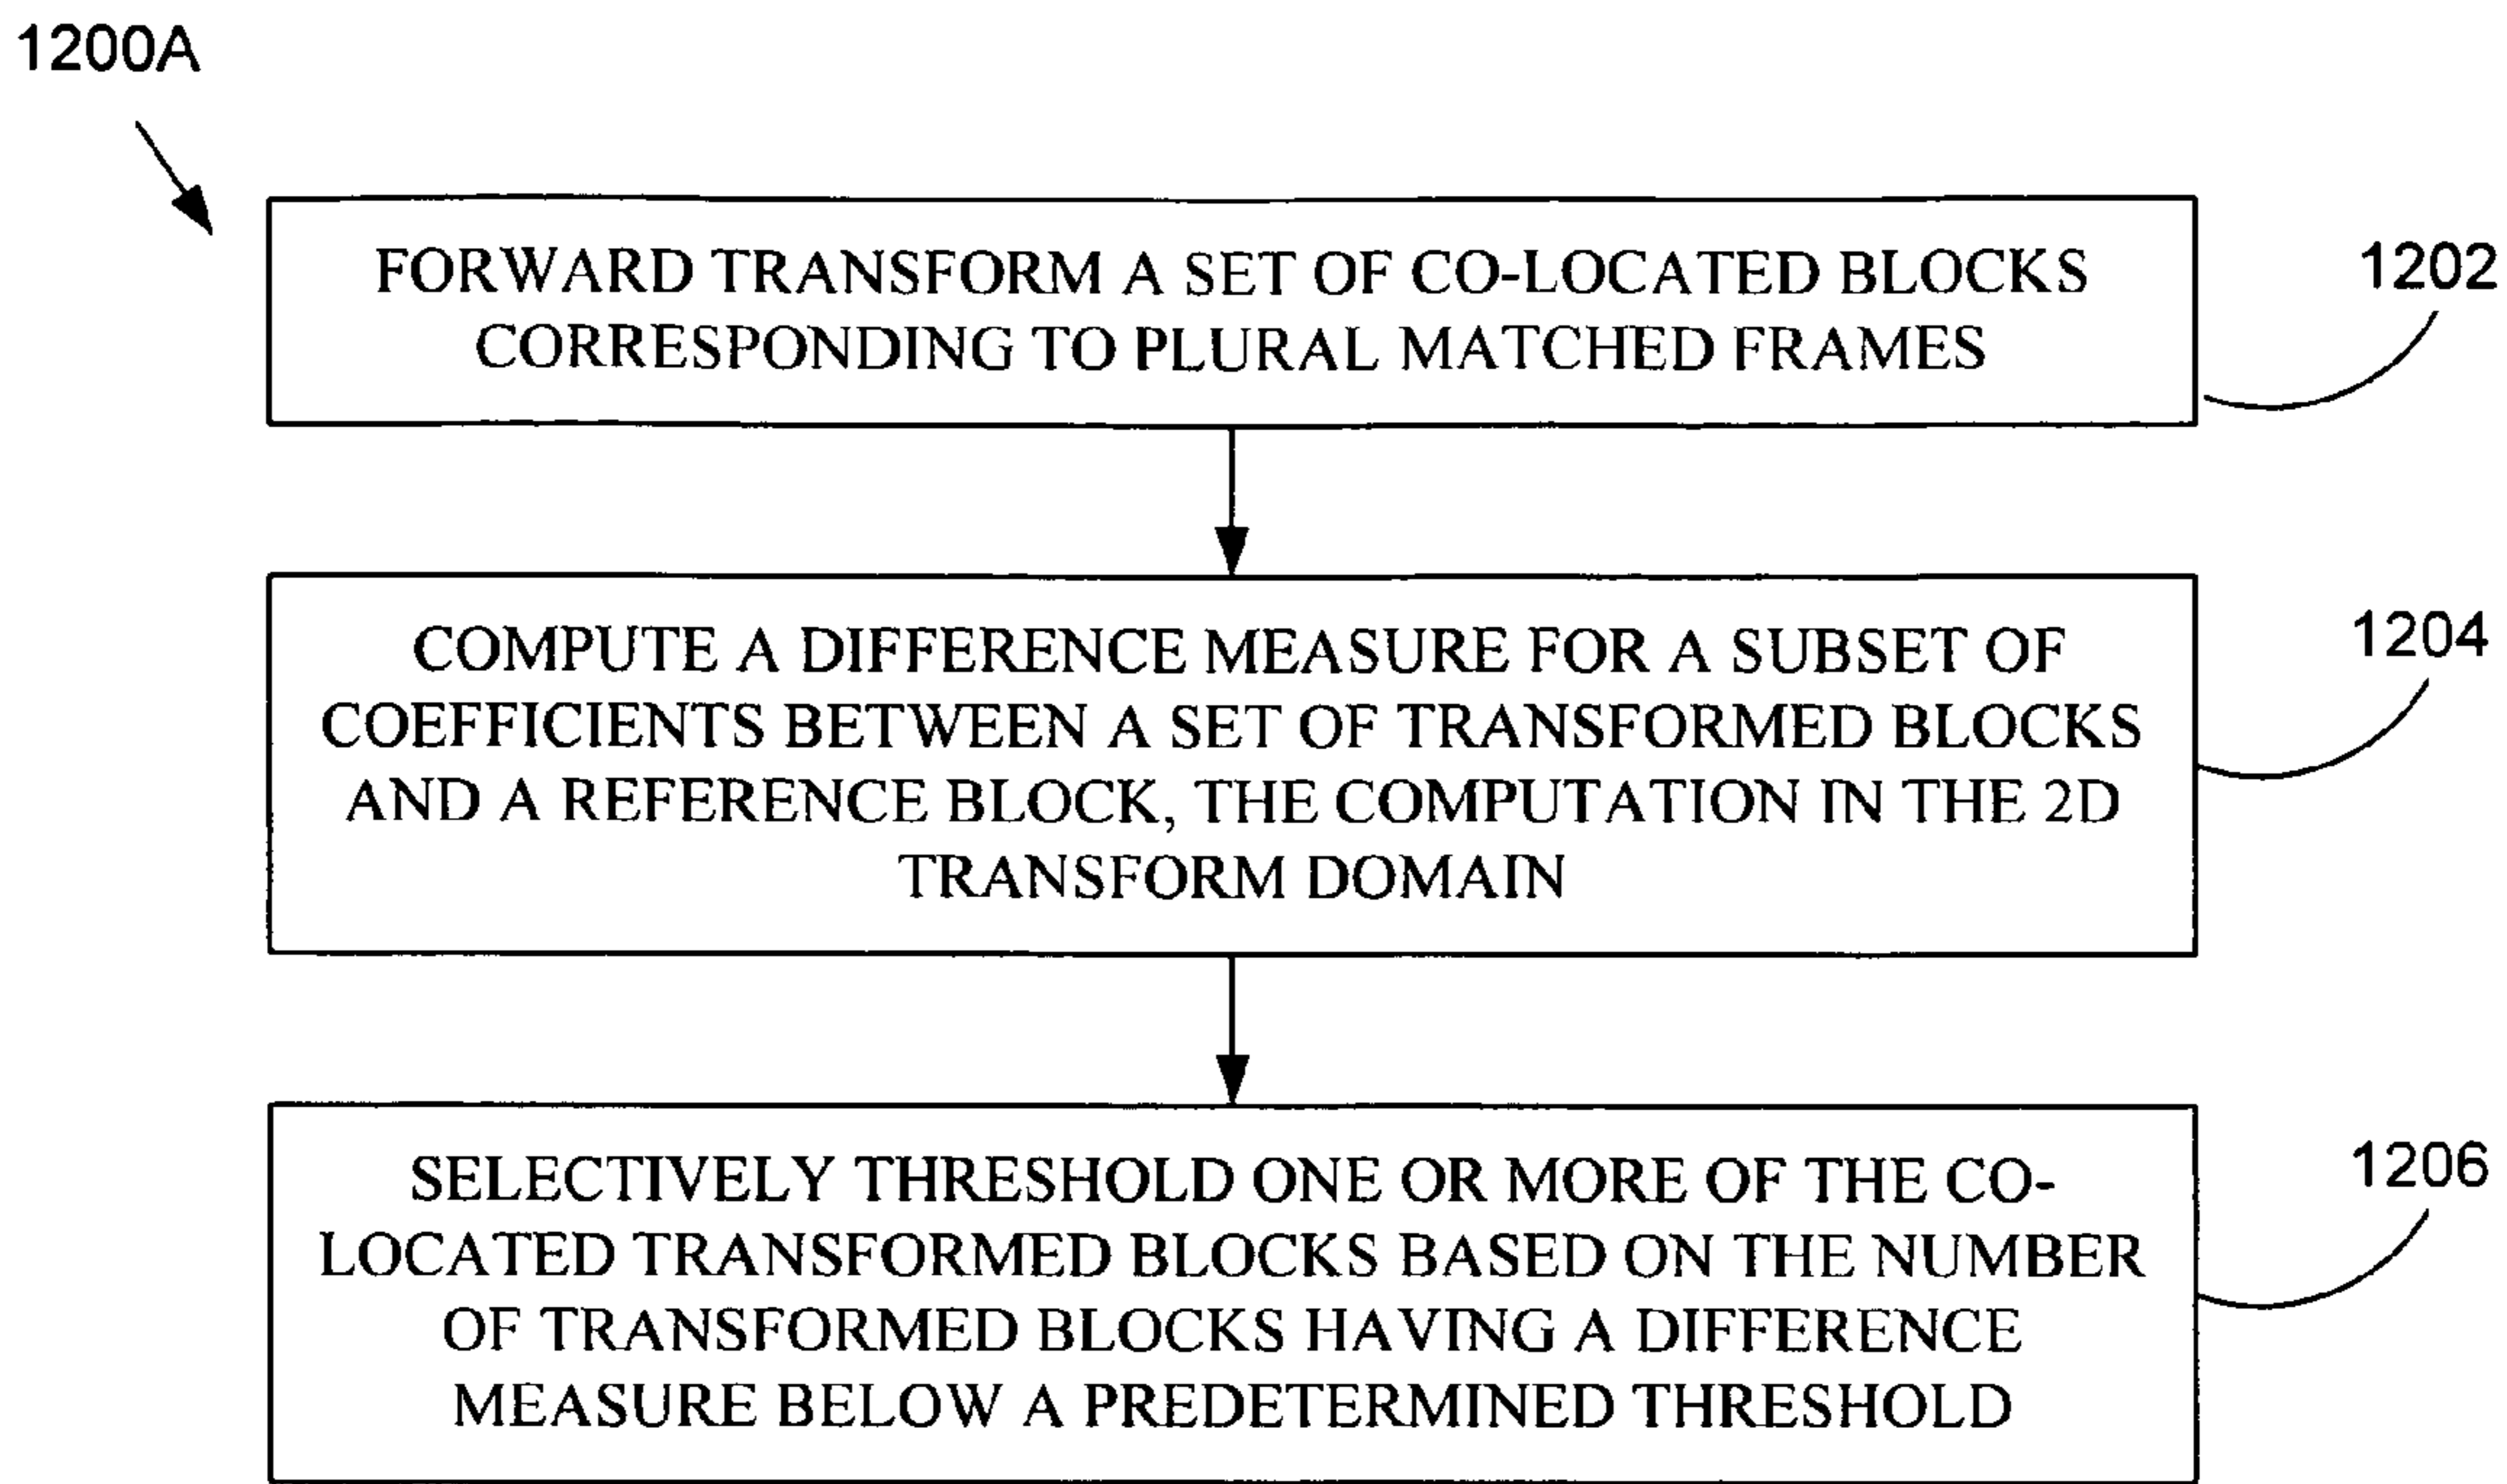 1200A
FORWARD TRANSFORM A SET OF CO-LOCATED BLOCKS
CORRESPONDING TO PLURAL MATCHED FRAMES
1202
COMPUTE A DIFFERENCE MEASURE FOR A SUBSET OF
COEFFICIENTS BETWEEN A SET OF TRANSFORMED BLOCKS
AND A REFERENCE BLOCK, THE COMPUTATION IN THE 2D
TRANSFORM DOMAIN
1204
SELECTIVELY THRESHOLD ONE OR MORE OF THE CO-
LOCATED TRANSFORMED BLOCKS BASED ON THE NUMBER
OF TRANSFORMED BLOCKS HAVING A DIFFERENCE
MEASURE BELOW A PREDETERMINED THRESHOLD
1206